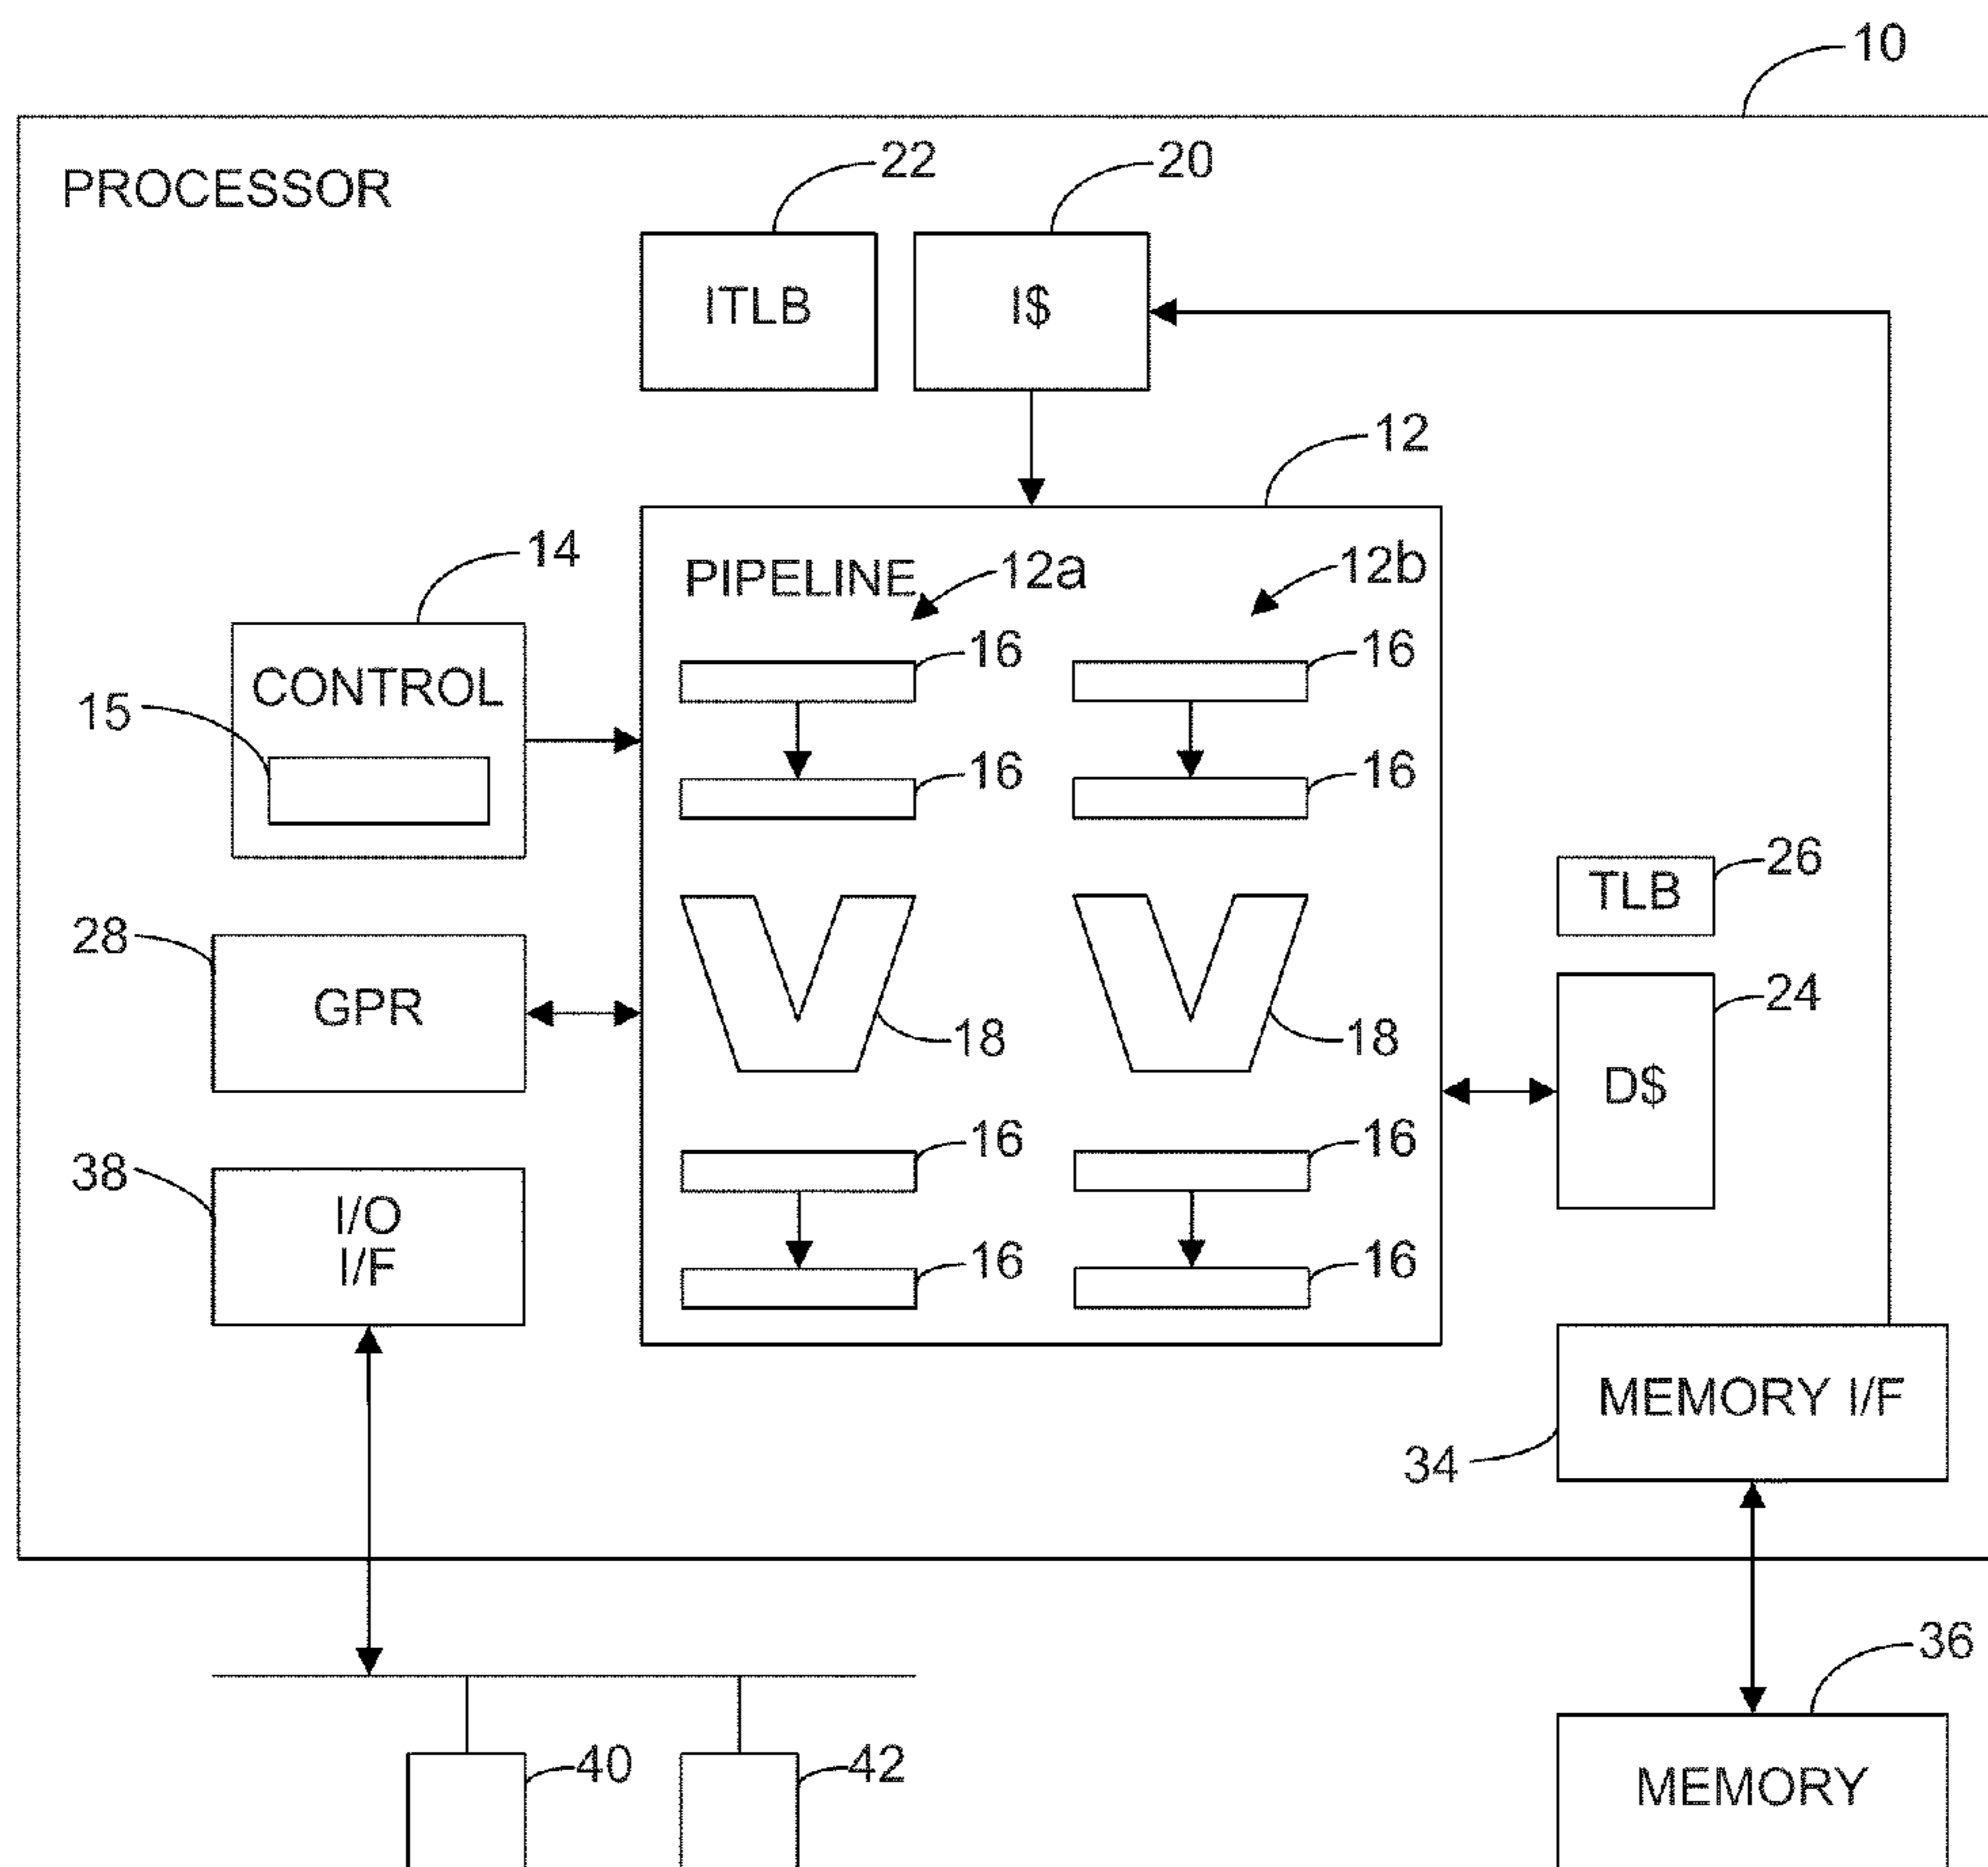 10
PROCESSOR
22
20
ITLB
I$
12
14
PIPELINE
12a
12b
CONTROL
15
16
16
16
16
26
TLB
28
GPR
18
18
24
D$
38
I/O
I/F
16
16
16
16
MEMORY I/F
34
36
40
42
MEMORY